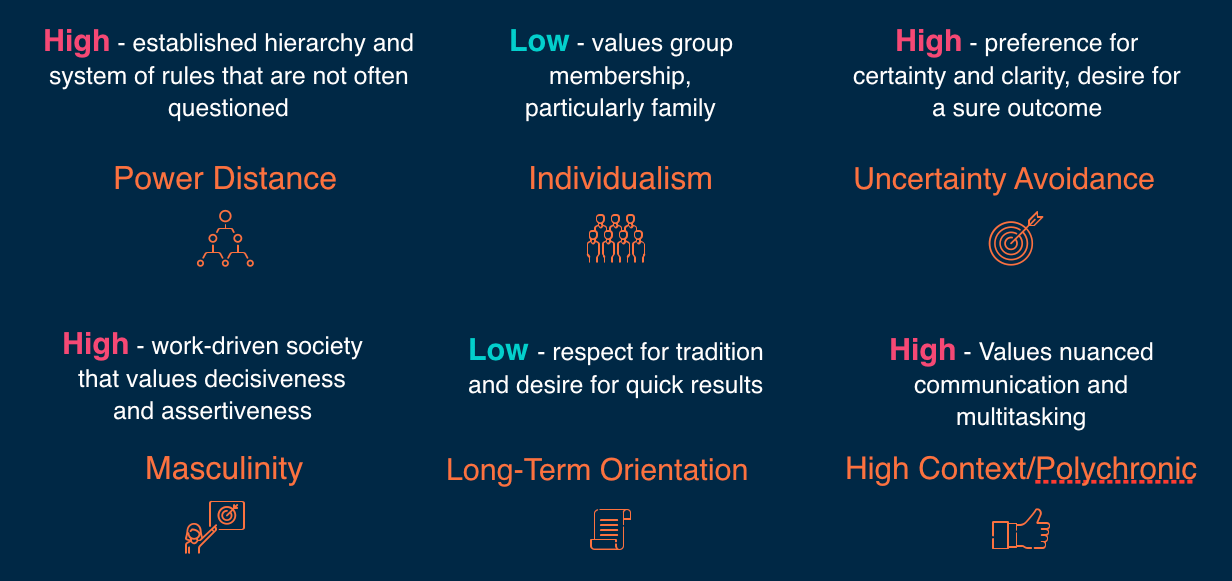 High - established hierarchy and
system of rules that are not often
questioned
Power Distance
Low - values group
membership,
particularly family
Individualism
High - preference for
certainty and clarity, desire for
a sure outcome
Uncertainty Avoidance
High - work-driven society
that values decisiveness
and assertiveness
Masculinity
Low - respect for tradition
and desire for quick results
Long-Term Orientation
High - Values nuanced
communication and
multitasking
High Context/Polychronic